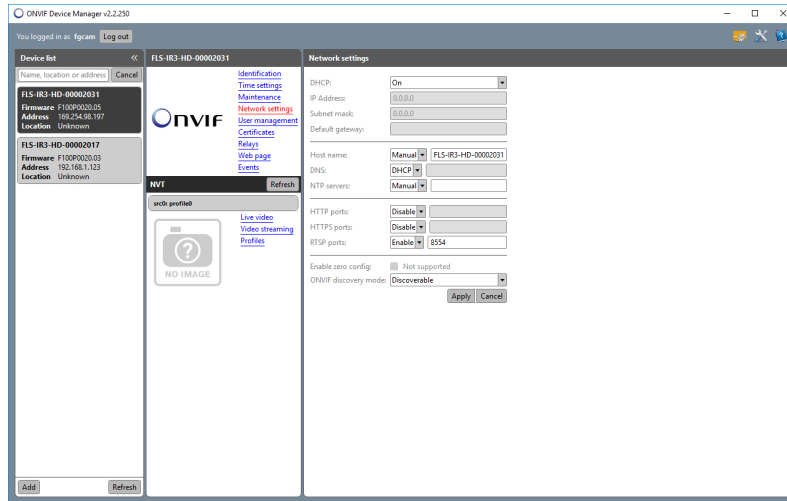 ONVIF Device Manager v2.2.250
You logged in as fgcam Log out
Device list «
Name, location or address Cancel
FLS-IR3-HD-00002031
Firmware F100P0020.05
Address 169.254.98.197
Location Unknown
FLS-IR3-HD-00002017
Firmware F100P0020.03
Address 192.168.1.123
Location Unknown
Add Refresh
FLS-IR3-HD-00002031
ONVIF
Identification
Time settings
Maintenance
Network settings
User management
Certificates
Relays
Web page
Events
NVT Refresh
src0: profile0
NO IMAGE
Live video
Video streaming
Profiles
Network settings
DHCP: On
IP Address: 0.0.0.0
Subnet mask: 0.0.0.0
Default gateway:
Host name: Manual FLS-IR3-HD-00002031
DNS: DHCP
NTP servers: Manual
HTTP ports: Disable
HTTPS ports: Disable
RTSP ports: Enable 8554
Enable zero config: Not supported
ONVIF discovery mode: Discoverable
Apply Cancel